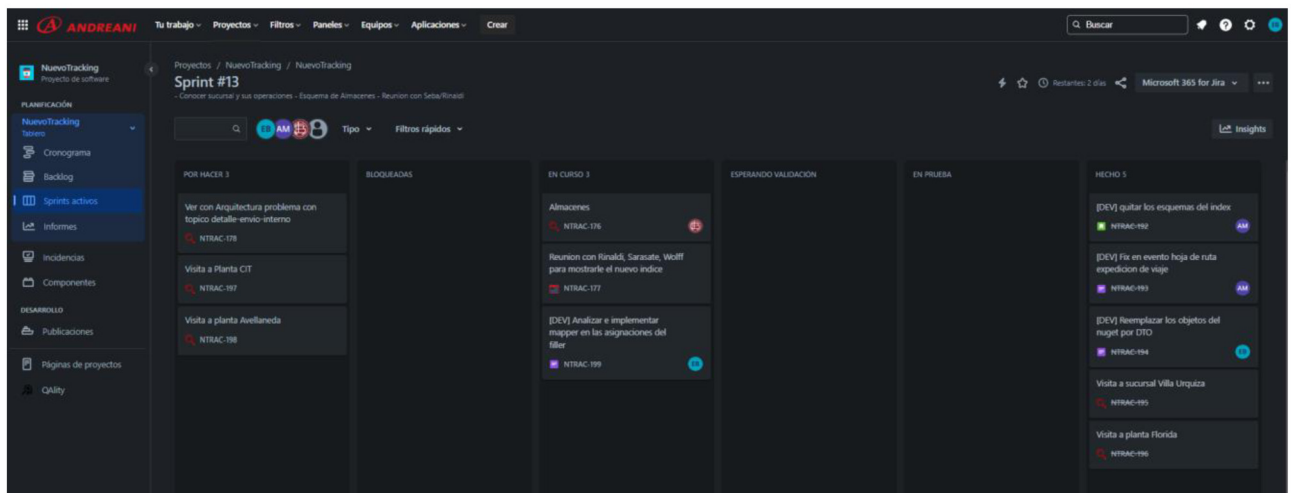 ANDREANI
Tu trabajo
Proyectos
Filtros
Paneles
Equipos
Aplicaciones
Crear
Buscar
EB
NuevoTracking
Proyecto de software
PLANIFICACIÓN
NuevoTracking
Tablero
Cronograma
Backlog
Sprints activos
Informes
Incidencias
Componentes
DESARROLLO
Publicaciones
Páginas de proyectos
QAlity
Proyectos / NuevoTracking / NuevoTracking
Sprint #13
- Conocer sucursal y sus operaciones - Esquema de Almacenes - Reunion con Seba/Rinaldi
Restantes: 2 días
Microsoft 365 for Jira
EB
AM
Tipo
Filtros rápidos
Insights
POR HACER 3
Ver con Arquitectura problema con
topico detalle-envio-interno
NTRAC-178
Visita a Planta CIT
NTRAC-197
Visita a planta Avellaneda
NTRAC-198
BLOQUEADAS
EN CURSO 3
Almacenes
NTRAC-176
Reunion con Rinaldi, Sarasate, Wolff
para mostrarle el nuevo indice
NTRAC-177
[DEV] Analizar e implementar
mapper en las asignaciones del
filler
NTRAC-199
EB
ESPERANDO VALIDACIÓN
EN PRUEBA
HECHO 5
[DEV] quitar los esquemas del index
NTRAC-192
AM
[DEV] Fix en evento hoja de ruta
expedicion de viaje
NTRAC-193
AM
[DEV] Reemplazar los objetos del
nuget por DTO
NTRAC-194
EB
Visita a sucursal Villa Urquiza
NTRAC-195
Visita a planta Florida
NTRAC-196